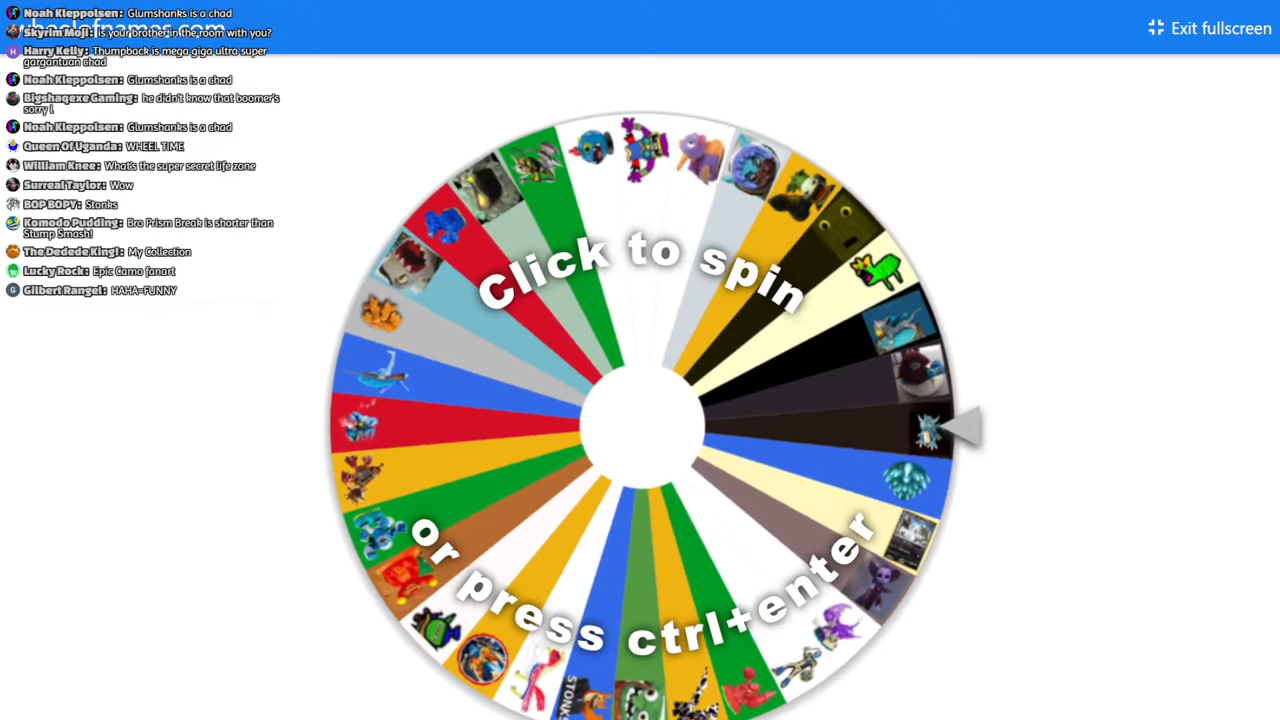 Noah Kleppolsen: Glumshanks is a chad
wheelofnames.com
Exit fullscreen
Skyrim Moji: is your brother in the room with you?
Harry Kelly: Thumpback is mega giga ultra super
gargantuan chad
Noah Kleppolsen: Glumshanks is a chad
Bigshaqexe Gaming: he didn't know that boomer's
sorry l
Noah Kleppolsen: Glumshanks is a chad
Queen Of Uganda: WHEEL TIME
William Knee: What's the super secret life zone
Surreal Taylor: Wow
BOP BOPY: Stonks
Komodo Pudding: Bro Prism Break is shorter than
Stump Smash!
The Dedede King!: My Collection
Lucky Rock: Epic Camo fanart
Gilbert Rangel: HAHA=FUNNY
Click to spin
or press ctrl+enter
STONKS